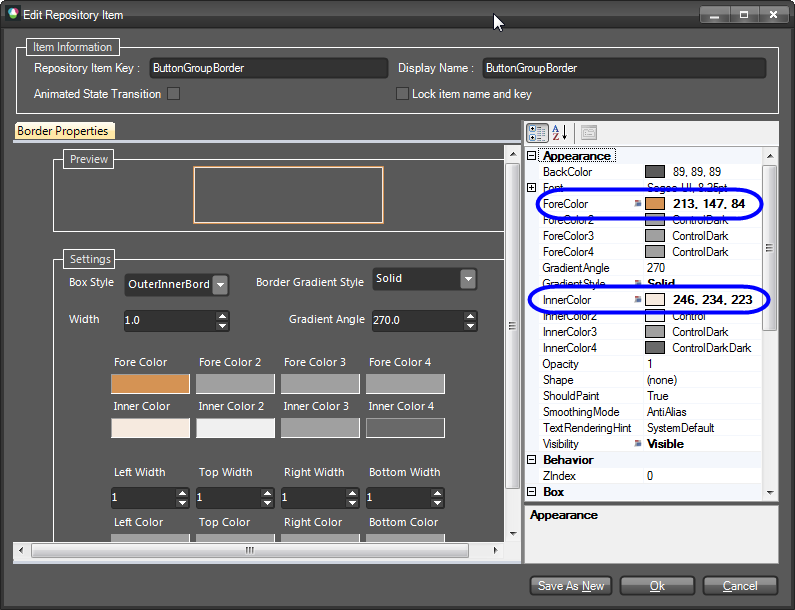 Edit Repository Item
Item Information
Repository Item Key : ButtonGroupBorder Display Name : ButtonGroupBorder
Animated State Transition Lock item name and key
Border Properties
Preview
Settings
Box Style OuterInnerBord Border Gradient Style Solid
Width 1.0 Gradient Angle 270.0
Fore Color Fore Color 2 Fore Color 3 Fore Color 4
Inner Color Inner Color 2 Inner Color 3 Inner Color 4
Left Width Top Width Right Width Bottom Width
1 1 1 1
Left Color Top Color Right Color Bottom Color
Appearance
BackColor 89, 89, 89
Font Segoe UI, 8.25pt
ForeColor 213, 147, 84
ForeColor2 ControlDark
ForeColor3 ControlDark
ForeColor4 ControlDark
GradientAngle 270
GradientStyle Solid
InnerColor 246, 234, 223
InnerColor2 Control
InnerColor3 ControlDark
InnerColor4 ControlDarkDark
Opacity 1
Shape (none)
ShouldPaint True
SmoothingMode AntiAlias
TextRenderingHint SystemDefault
Visibility Visible
Behavior
ZIndex 0
Box
Appearance
Save As New Ok Cancel